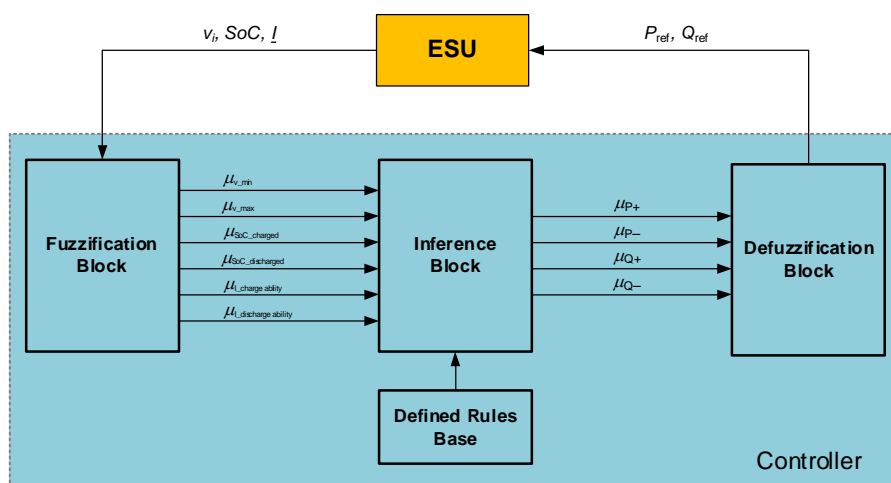 v_i, SoC, I
ESU
P_ref, Q_ref
Fuzzification
Block
μ_v_min
μ_v_max
μ_SoC_charged
μ_SoC_discharged
μ_I_charge ability
μ_I_discharge ability
Inference
Block
μ_P+
μ_P−
μ_Q+
μ_Q−
Defuzzification
Block
Defined Rules
Base
Controller